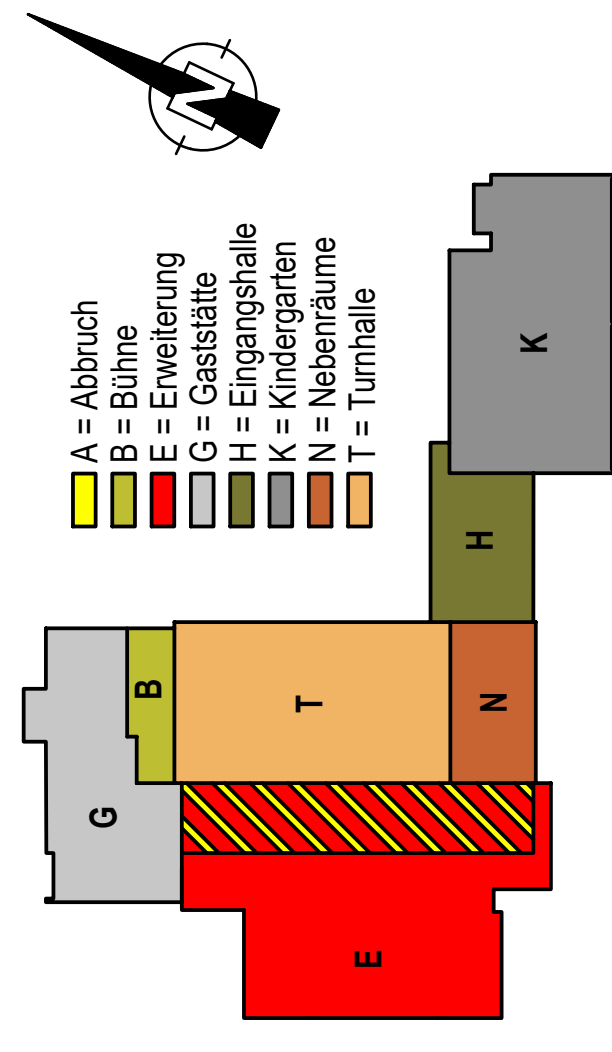 N
A = Abbruch
B = Bühne
E = Erweiterung
G = Gaststätte
H = Eingangshalle
K = Kindergarten
N = Nebenräume
T = Turnhalle
G
B
T
N
H
K
E